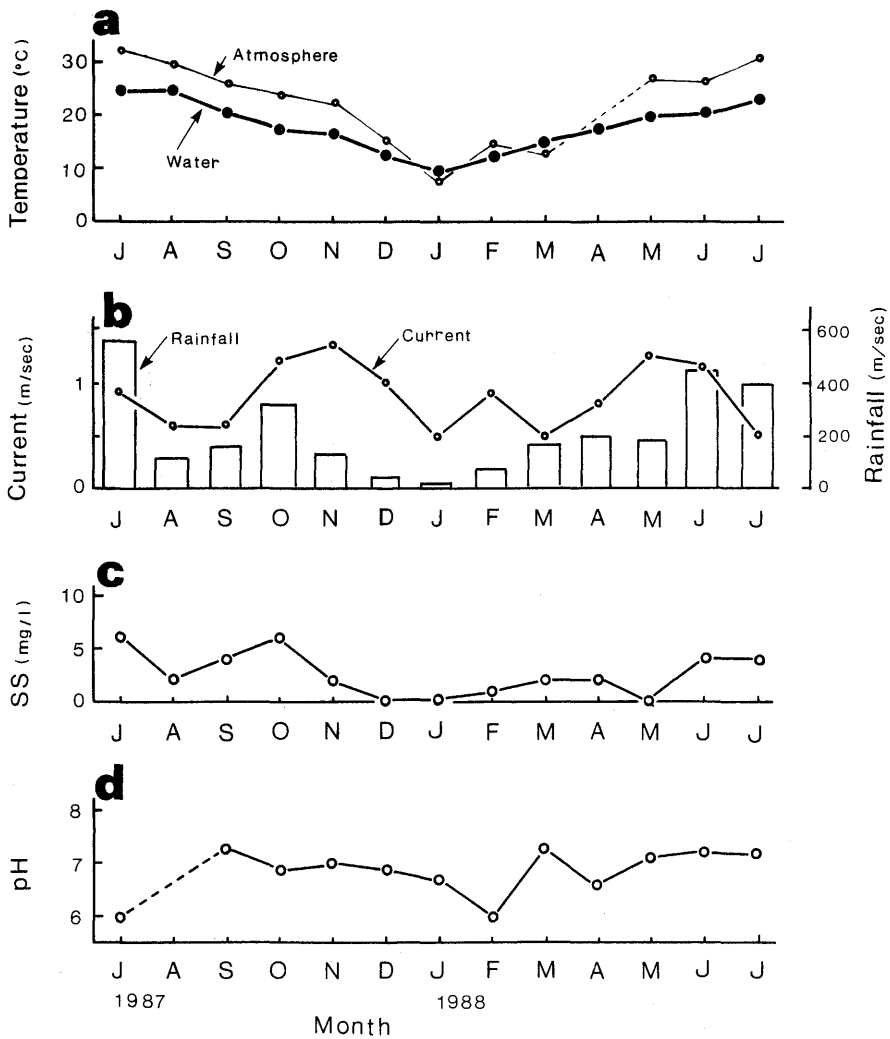 a
Temperature (°C)
30
20
10
0
Atmosphere
Water
J A S O N D J F M A M J J
b
Current (m/sec)
1
0
Rainfall
Current
600
400
200
0
Rainfall (m/sec)
J A S O N D J F M A M J J
c
SS (mg/l)
10
5
0
J A S O N D J F M A M J J
d
pH
8
7
6
J A S O N D J F M A M J J
1987 1988
Month